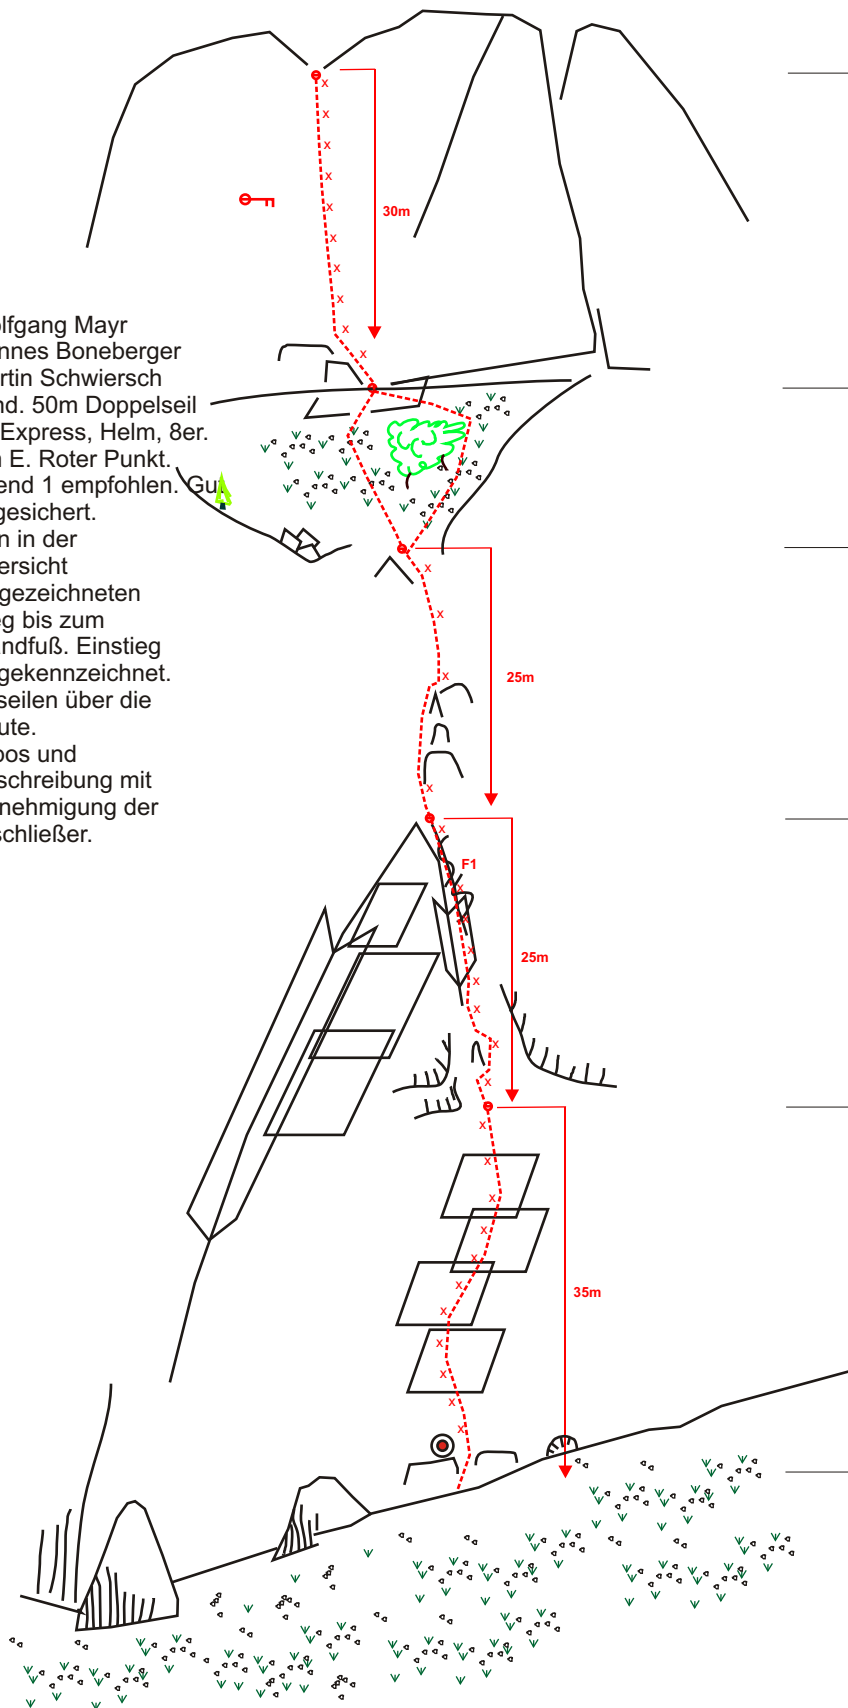 30m
lfgang Mayr
nnes Boneberger
rtin Schwiersch
nd. 50m Doppelseil
Express, Helm, 8er.
E. Roter Punkt.
end 1 empfohlen. Gut
gesichert.
n in der
ersicht
gezeichneten
g bis zum
ndfuß. Einstieg
gekennzeichnet.
seilen über die
ute.
oos und
schreibung mit
nehmigung der
schließer.
25m
F1
25m
35m